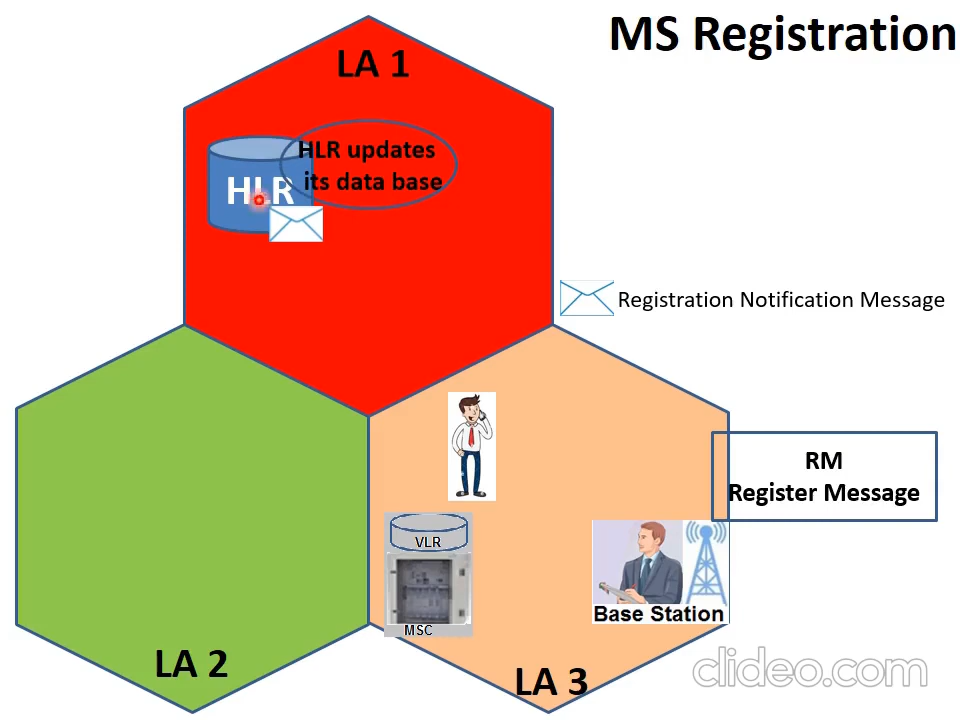 MS Registration
LA 1
HLR updates
its data base
HLR
Registration Notification Message
RM
Register Message
VLR
MSC
Base Station
LA 2
LA 3
clideo.com